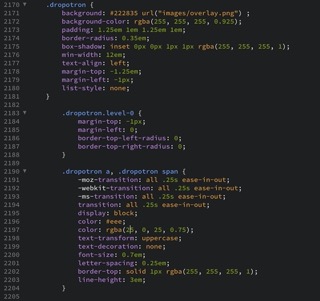 2170 .dropotron {
2171 background: #222835 url("images/overlay.png") ;
2172 background-color: rgba(255, 255, 255, 0.925);
2173 padding: 1.25em 1em 1.25em 1em;
2174 border-radius: 0.35em;
2175 box-shadow: inset 0px 0px 1px 1px rgba(255, 255, 255, 1);
2176 min-width: 12em;
2177 text-align: left;
2178 margin-top: -1.25em;
2179 margin-left: -1px;
2180 list-style: none;
2181 }
2182
2183 .dropotron.level-0 {
2184 margin-top: -1px;
2185 margin-left: 0;
2186 border-top-left-radius: 0;
2187 border-top-right-radius: 0;
2188 }
2189
2190 .dropotron a, .dropotron span {
2191 -moz-transition: all .25s ease-in-out;
2192 -webkit-transition: all .25s ease-in-out;
2193 -ms-transition: all .25s ease-in-out;
2194 transition: all .25s ease-in-out;
2195 display: block;
2196 color: #eee;
2197 color: rgba(25, 0, 25, 0.75);
2198 text-transform: uppercase;
2199 text-decoration: none;
2200 font-size: 0.7em;
2201 letter-spacing: 0.25em;
2202 border-top: solid 1px rgba(255, 255, 255, 1);
2203 line-height: 3em;
2204 }
2205